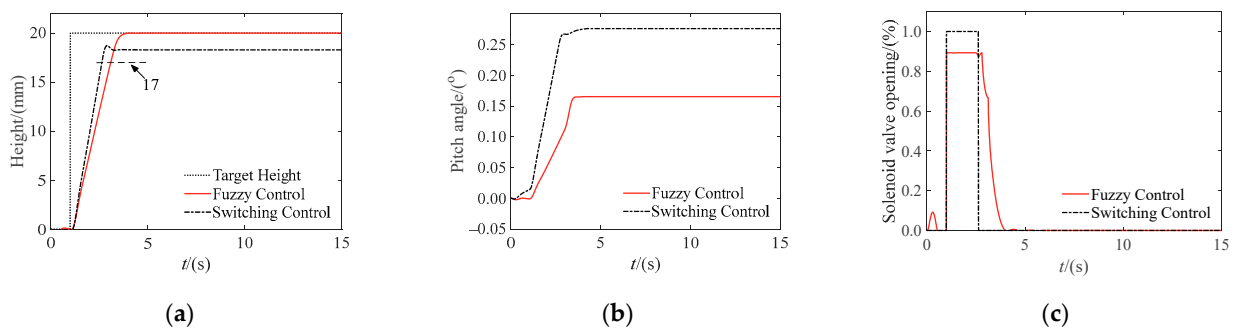 20
15
10
5
0
Height/(mm)
17
Target Height
Fuzzy Control
Switching Control
0
5
10
15
t/(s)
(a)
0.25
0.20
0.15
0.10
0.05
0.00
–0.05
Pitch angle/(°)
Fuzzy Control
Switching Control
0
5
10
15
t/(s)
(b)
1.0
0.8
0.6
0.4
0.2
0.0
Solenoid valve opening/(%)
Fuzzy Control
Switching Control
0
5
10
15
t/(s)
(c)